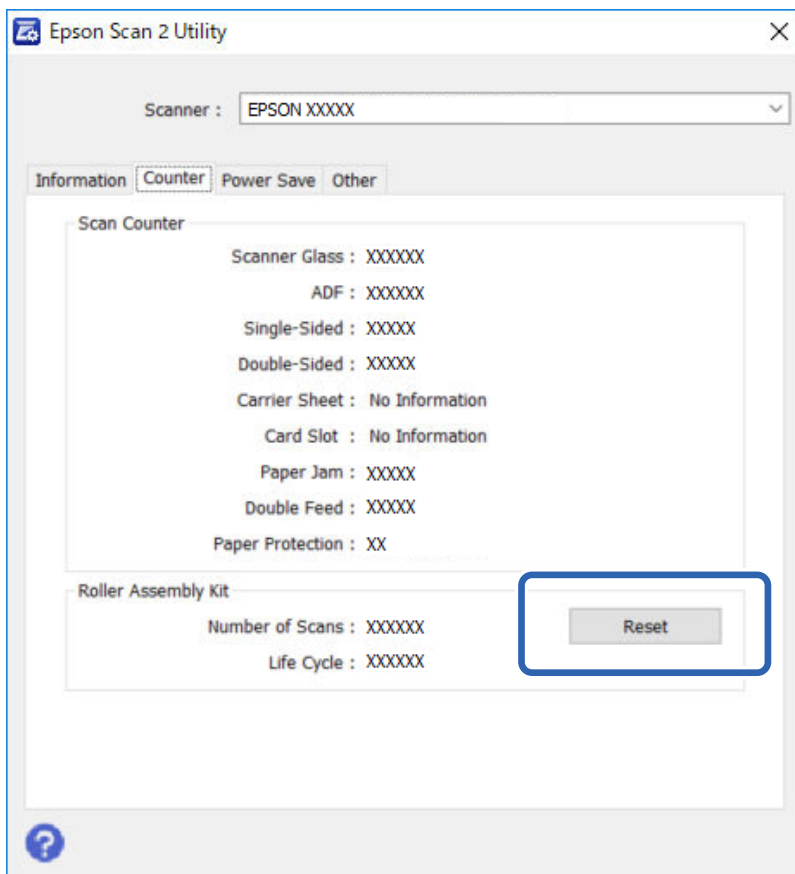 Epson Scan 2 Utility
Scanner : EPSON XXXXX
Information Counter Power Save Other
Scan Counter
Scanner Glass : XXXXXX
ADF : XXXXXX
Single-Sided : XXXXX
Double-Sided : XXXXX
Carrier Sheet : No Information
Card Slot : No Information
Paper Jam : XXXXX
Double Feed : XXXXX
Paper Protection : XX
Roller Assembly Kit
Number of Scans : XXXXXX Reset
Life Cycle : XXXXXX
?